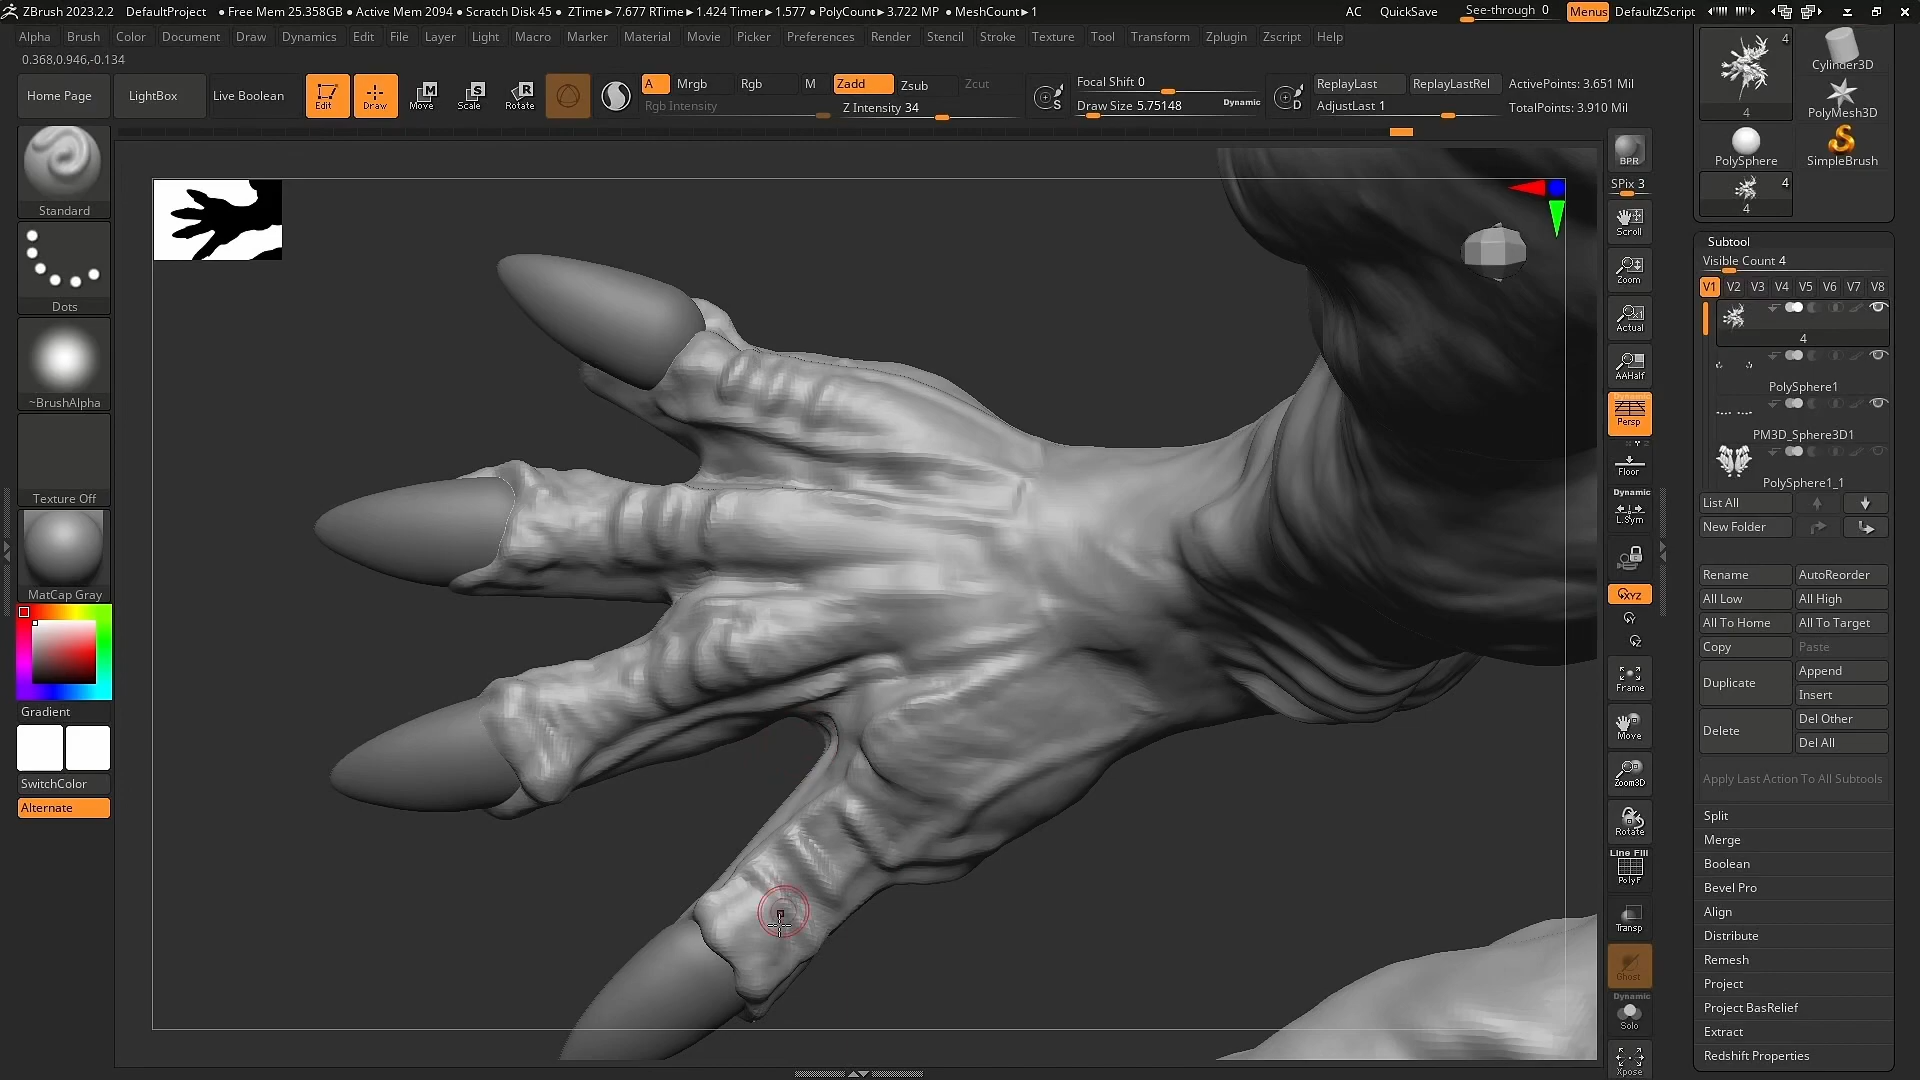 ZBrush 2023.2.2 DefaultProject ● Free Mem 25.358GB ● Active Mem 2094 ● Scratch Disk 45 ● ZTime►7.677 RTime►1.424 Timer►1.577 ● PolyCount►3.722 MP ● MeshCount►1 AC QuickSave See-through 0 Menus DefaultZScript
Alpha Brush Color Document Draw Dynamics Edit File Layer Light Macro Marker Material Movie Picker Preferences Render Stencil Stroke Texture Tool Transform Zplugin Zscript Help
0.368,0.946,-0.134
Home Page LightBox Live Boolean Edit Draw Move Scale Rotate
A Mrgb Rgb M Zadd Zsub Zcut
Rgb Intensity Z Intensity 34
Focal Shift 0
Draw Size 5.75148 Dynamic
S D
ReplayLast ReplayLastRel ActivePoints: 3.651 Mil
AdjustLast 1 TotalPoints: 3.910 Mil
Standard
Dots
~BrushAlpha
Texture Off
MatCap Gray
Gradient
SwitchColor
Alternate
BPR
SPix 3
Scroll
Zoom
Actual
AAHalf
Dynamic
Persp
Floor
Dynamic
L.Sym
XYZ
Y
Z
Frame
Move
Zoom3D
Rotate
Line Fill
PolyF
Transp
Ghost
Dynamic
Solo
Xpose
4
4
Cylinder3D
PolyMesh3D
PolySphere SimpleBrush
4
4
Subtool
Visible Count 4
V1 V2 V3 V4 V5 V6 V7 V8
4
PolySphere1
PM3D_Sphere3D1
PolySphere1_1
List All
New Folder
Rename AutoReorder
All Low All High
All To Home All To Target
Copy Paste
Duplicate Append
Insert
Delete Del Other
Del All
Apply Last Action To All Subtools
Split
Merge
Boolean
Bevel Pro
Align
Distribute
Remesh
Project
Project BasRelief
Extract
Redshift Properties